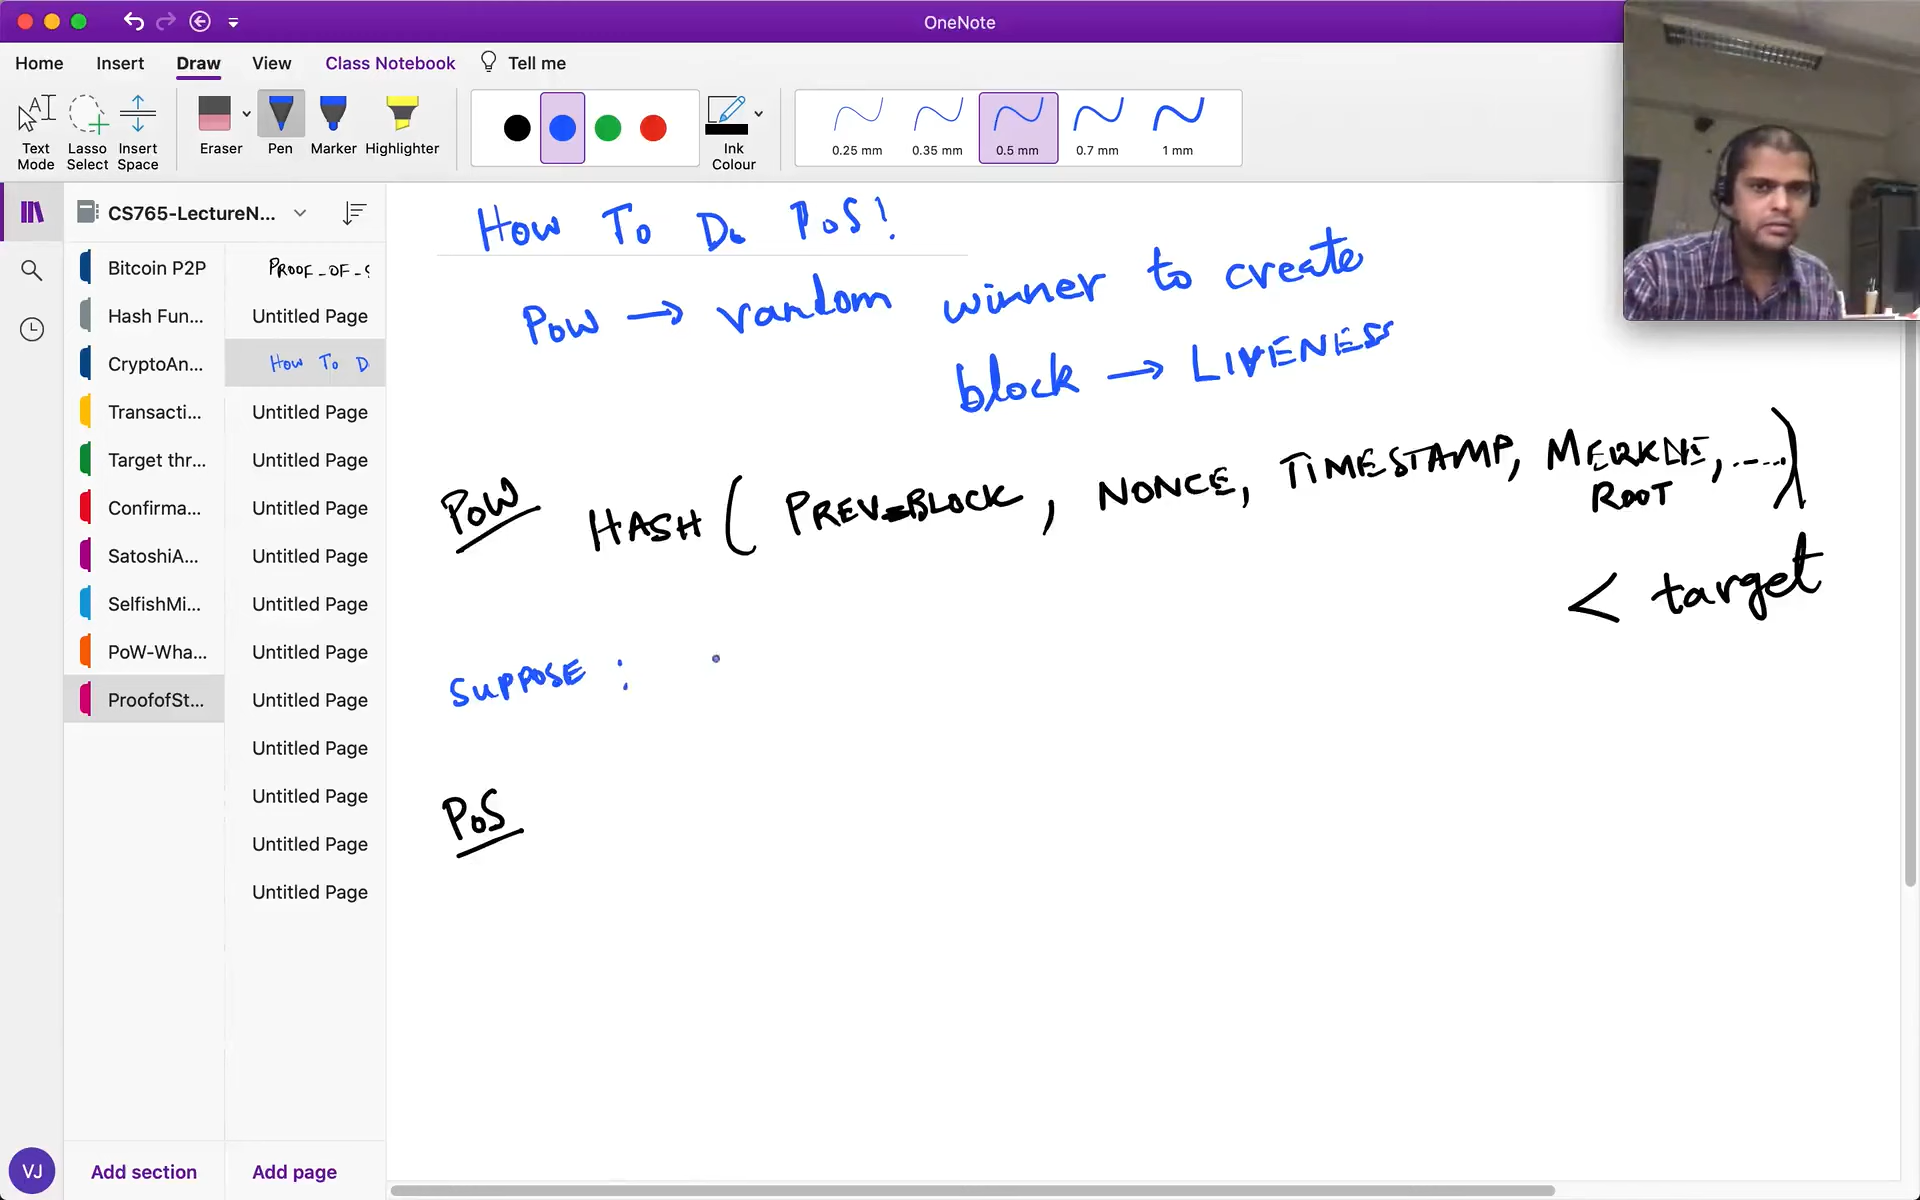 OneNote
Home Insert Draw View Class Notebook Tell me
Text Mode
Lasso Select
Insert Space
Eraser
Pen
Marker
Highlighter
Ink Colour
0.25 mm
0.35 mm
0.5 mm
0.7 mm
1 mm
CS765-LectureN...
Bitcoin P2P
Hash Fun...
CryptoAn...
Transacti...
Target thr...
Confirma...
SatoshiA...
SelfishMi...
PoW-Wha...
ProofofSt...
PROOF-OF-S
Untitled Page
How To D
Untitled Page
Untitled Page
Untitled Page
Untitled Page
Untitled Page
Untitled Page
Untitled Page
Untitled Page
Untitled Page
Untitled Page
Untitled Page
VJ
Add section
Add page
How To Do PoS!
PoW → random winner to create
block → LIVENESS
PoW HASH ( PREV-BLOCK, NONCE, TIMESTAMP, MERKLE ROOT, .....)
< target
SUPPOSE :
PoS